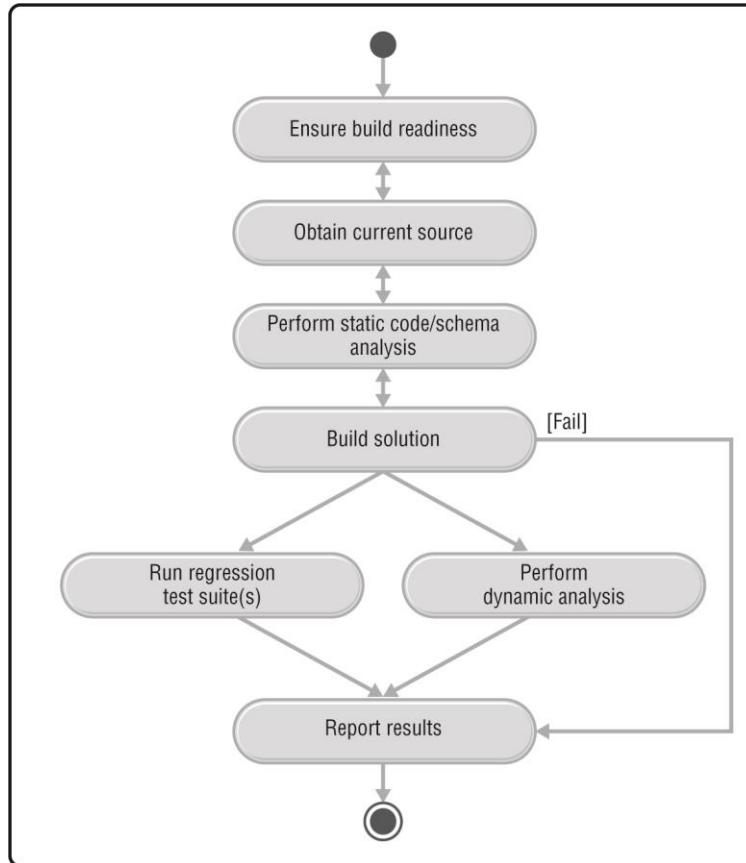 Ensure build readiness
Obtain current source
Perform static code/schema
analysis
Build solution
[Fail]
Run regression
test suite(s)
Perform
dynamic analysis
Report results